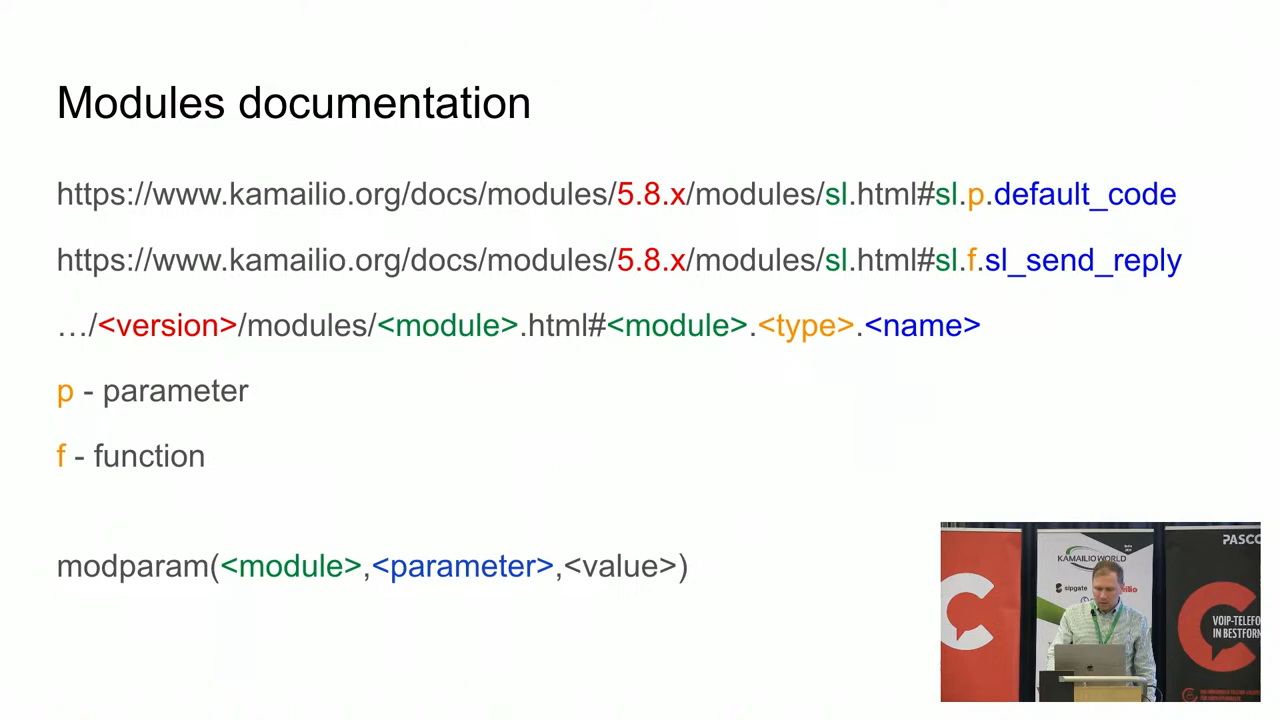 Modules documentation
https://www.kamailio.org/docs/modules/5.8.x/modules/sl.html#sl.p.default_code
https://www.kamailio.org/docs/modules/5.8.x/modules/sl.html#sl.f.sl_send_reply
…/<version>/modules/<module>.html#<module>.<type>.<name>
p - parameter
f - function
modparam(<module>,<parameter>,<value>)
PASCO
KAMAILIO WORLD
sipgate
VOIP-TELEFO
IN BESTFORM